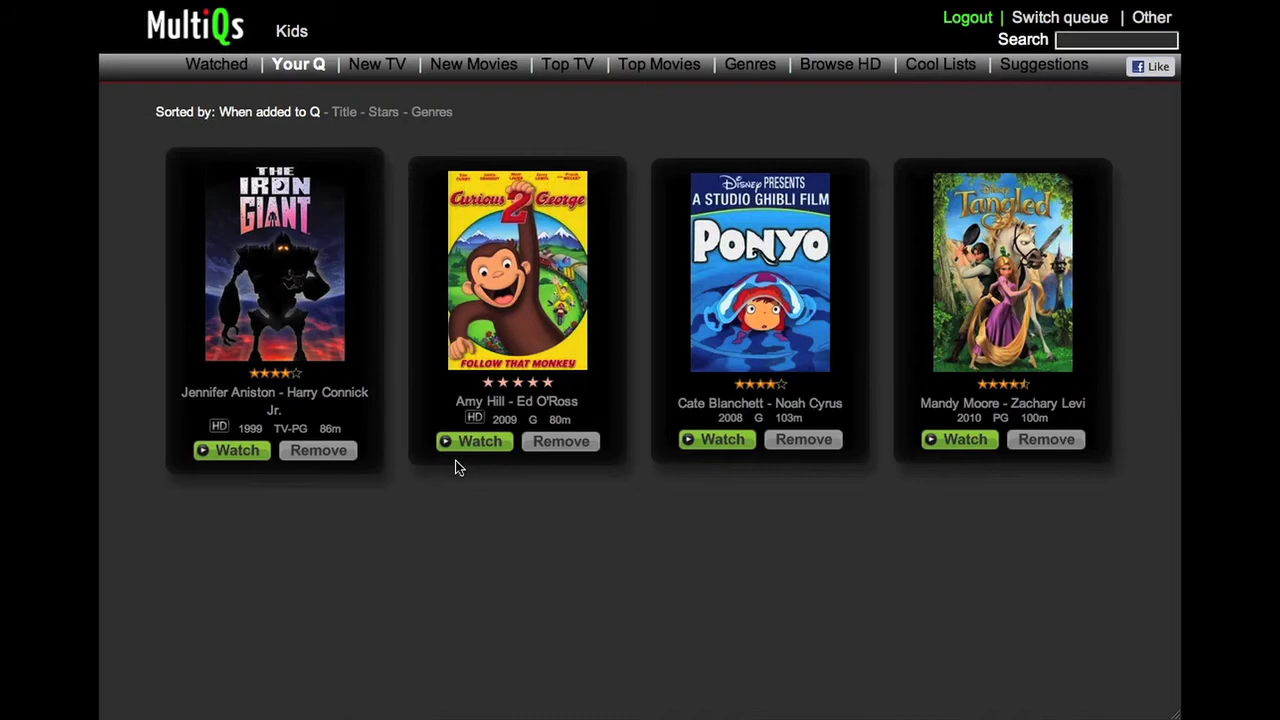 MultiQs Kids
Logout | Switch queue | Other
Search
Watched | Your Q | New TV | New Movies | Top TV | Top Movies | Genres | Browse HD | Cool Lists | Suggestions
Like
Sorted by: When added to Q - Title - Stars - Genres
THE
IRON
GIANT
Jennifer Aniston - Harry Connick
Jr.
HD 1999 TV-PG 86m
Watch Remove
Curious 2 George
FOLLOW THAT MONKEY
Amy Hill - Ed O'Ross
HD 2009 G 80m
Watch Remove
DISNEY PRESENTS
A STUDIO GHIBLI FILM
PONYO
Cate Blanchett - Noah Cyrus
2008 G 103m
Watch Remove
Disney
Tangled
Mandy Moore - Zachary Levi
2010 PG 100m
Watch Remove